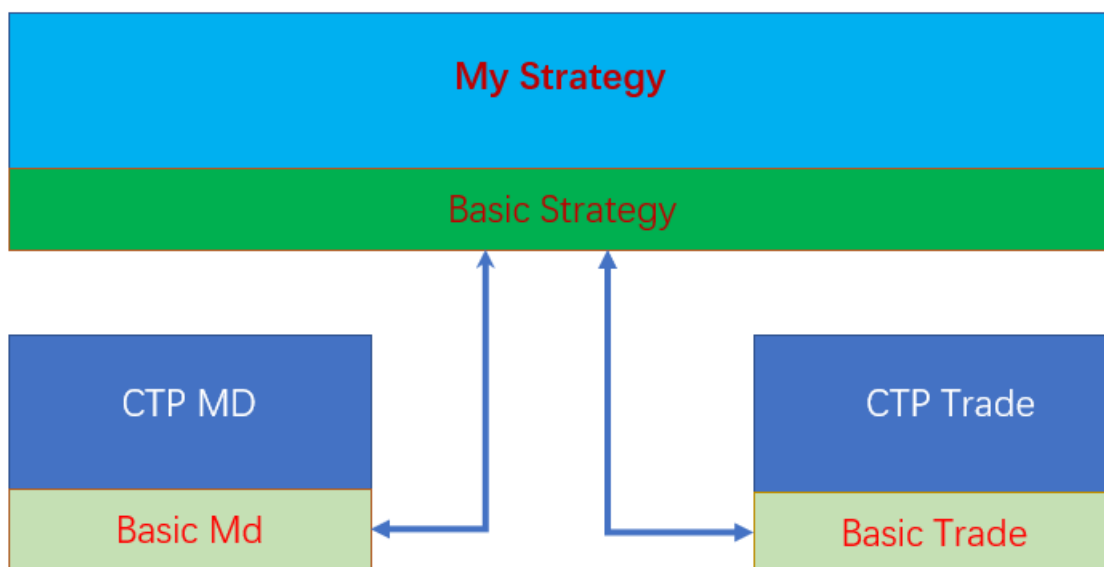 My Strategy
Basic Strategy
CTP MD
CTP Trade
Basic Md
Basic Trade